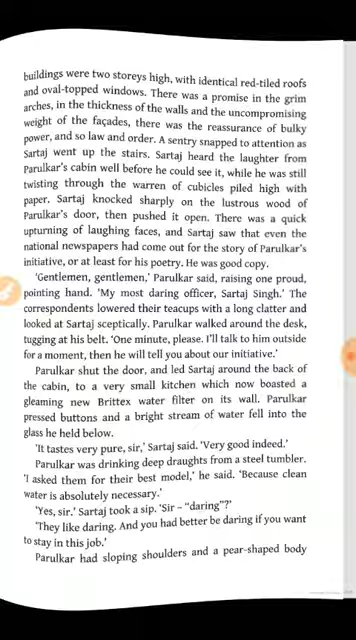 buildings were two storeys high, with identical red-tiled roofs
and oval-topped windows. There was a promise in the grim
arches, in the thickness of the walls and the uncompromising
weight of the façades, there was the reassurance of bulky
power, and so law and order. A sentry snapped to attention as
Sartaj went up the stairs. Sartaj heard the laughter from
Parulkar's cabin well before he could see it, while he was still
twisting through the warren of cubicles piled high with
paper. Sartaj knocked sharply on the lustrous wood of
Parulkar's door, then pushed it open. There was a quick
upturning of laughing faces, and Sartaj saw that even the
national newspapers had come out for the story of Parulkar's
initiative, or at least for his poetry. He was good copy.
'Gentlemen, gentlemen,' Parulkar said, raising one proud,
pointing hand. 'My most daring officer, Sartaj Singh.' The
correspondents lowered their teacups with a long clatter and
looked at Sartaj sceptically. Parulkar walked around the desk,
tugging at his belt. 'One minute, please. I'll talk to him outside
for a moment, then he will tell you about our initiative.'
Parulkar shut the door, and led Sartaj around the back of
the cabin, to a very small kitchen which now boasted a
gleaming new Brittex water filter on its wall. Parulkar
pressed buttons and a bright stream of water fell into the
glass he held below.
'It tastes very pure, sir,' Sartaj said. 'Very good indeed.'
Parulkar was drinking deep draughts from a steel tumbler.
'I asked them for their best model,' he said. 'Because clean
water is absolutely necessary.'
'Yes, sir.' Sartaj took a sip. 'Sir – "daring"?'
'They like daring. And you had better be daring if you want
to stay in this job.'
Parulkar had sloping shoulders and a pear-shaped body